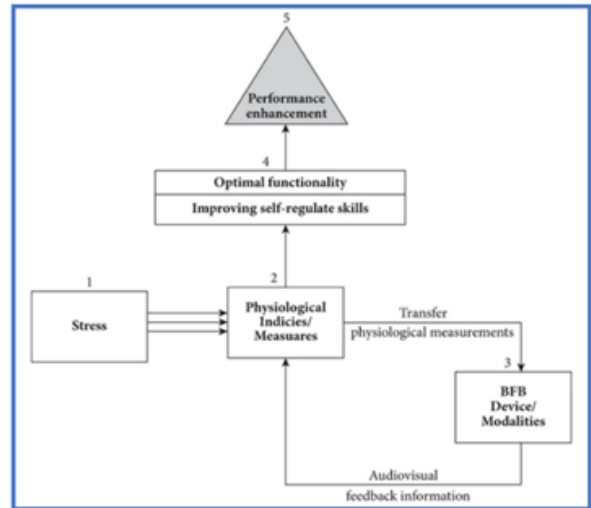 5
Performance
enhancement
4
Optimal functionality
Improving self-regulate skills
1
Stress
2
Physiological
Indicies/
Measuares
Transfer
physiological measurements
3
BFB
Device/
Modalities
Audiovisual
feedback information